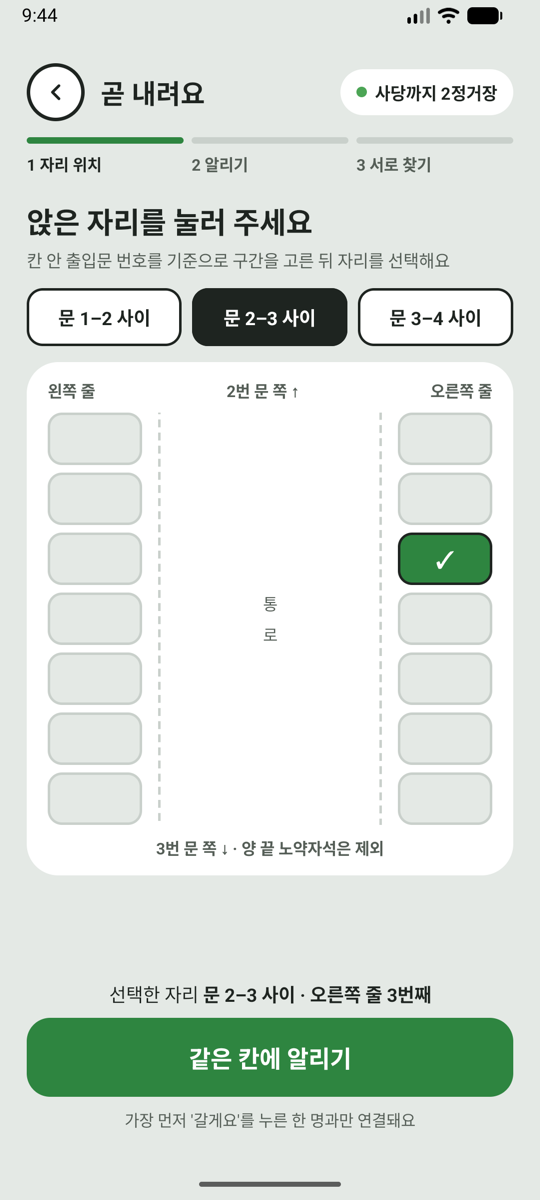 9:44
곧 내려요
사당까지 2정거장
1 자리 위치
2 알리기
3 서로 찾기
앉은 자리를 눌러 주세요
칸 안 출입문 번호를 기준으로 구간을 고른 뒤 자리를 선택해요
문 1–2 사이
문 2–3 사이
문 3–4 사이
왼쪽 줄
2번 문 쪽 ↑
오른쪽 줄
✓
통
로
3번 문 쪽 ↓ · 양 끝 노약자석은 제외
선택한 자리 문 2–3 사이 · 오른쪽 줄 3번째
같은 칸에 알리기
가장 먼저 '갈게요'를 누른 한 명과만 연결돼요